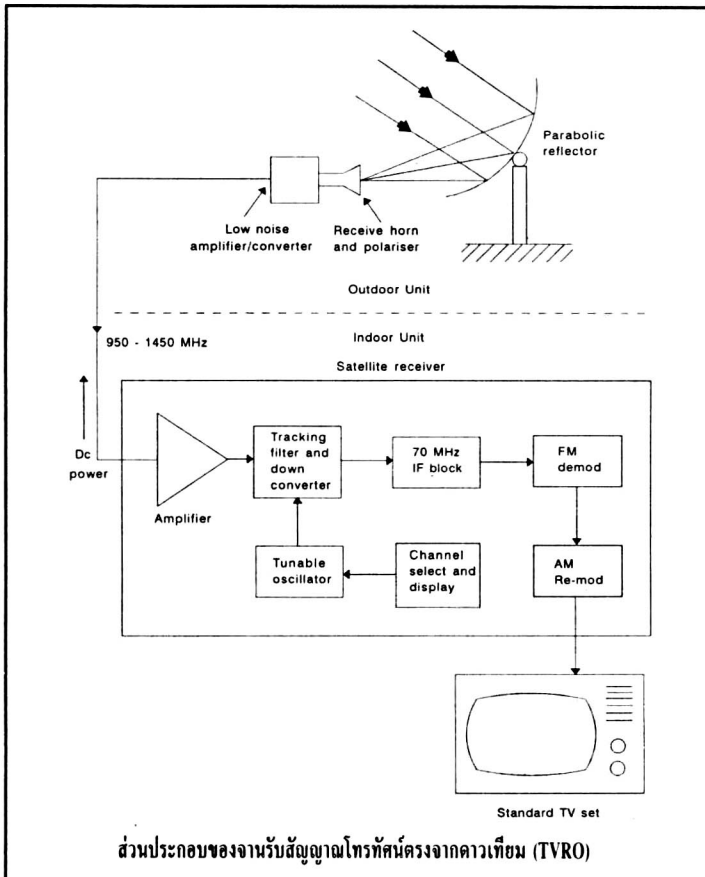 Parabolic
reflector
Low noise
amplifier/converter
Receive horn
and polariser
Outdoor Unit
950 - 1450 MHz
Indoor Unit
Satellite receiver
Dc
power
Amplifier
Tracking
filter and
down
converter
70 MHz
IF block
FM
demod
Tunable
oscillator
Channel
select and
display
AM
Re-mod
Standard TV set
ส่วนประกอบของจานรับสัญญาณโทรทัศน์ตรงจากดาวเทียม (TVRO)